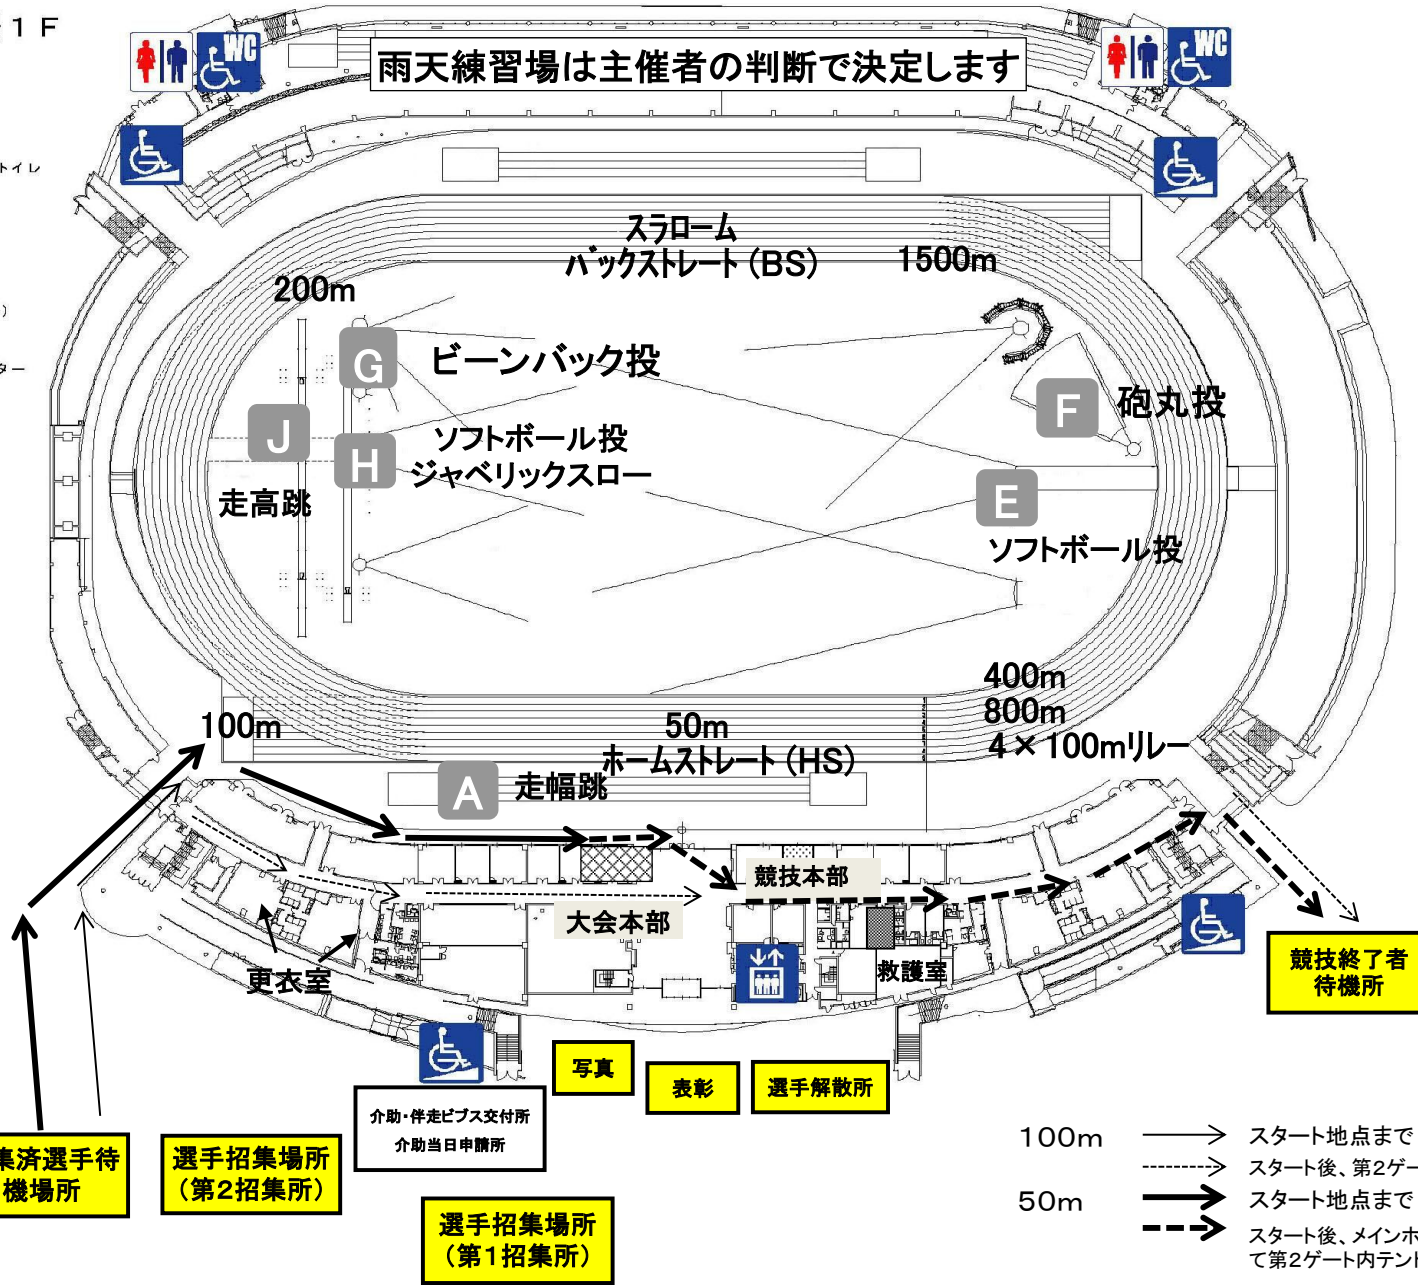 1F
WC
雨天練習場は主催者の判断で決定します
WC
トイレ
スラローム
バックストレート(BS)
1500m
200m
ター
G
ビーンバック投
F
砲丸投
J
H
ソフトボール投
ジャベリックスロー
走高跳
E
ソフトボール投
400m
800m
4×100mリレー
100m
50m
ホームストレート(HS)
A
走幅跳
競技本部
大会本部
更衣室
救護室
競技終了者
待機所
写真
表彰
選手解散所
介助・伴走ビブス交付所
介助当日申請所
集済選手待
機場所
選手招集場所
(第2招集所)
選手招集場所
(第1招集所)
100m
スタート地点まで
スタート後、第2ゲー
50m
スタート地点まで
スタート後、メインホ
て第2ゲート内テント